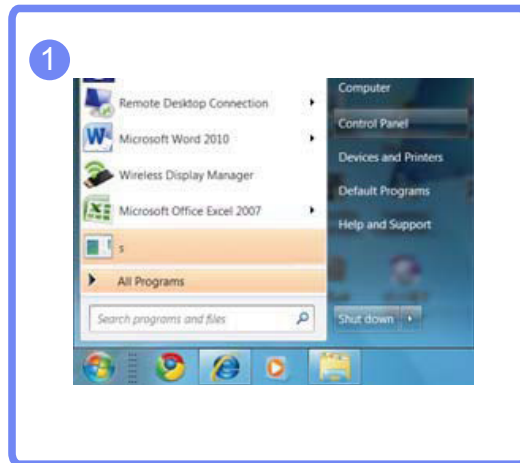 1
Remote Desktop Connection
Microsoft Word 2010
Wireless Display Manager
Microsoft Office Excel 2007
s
All Programs
Search programs and files
Computer
Control Panel
Devices and Printers
Default Programs
Help and Support
Shut down